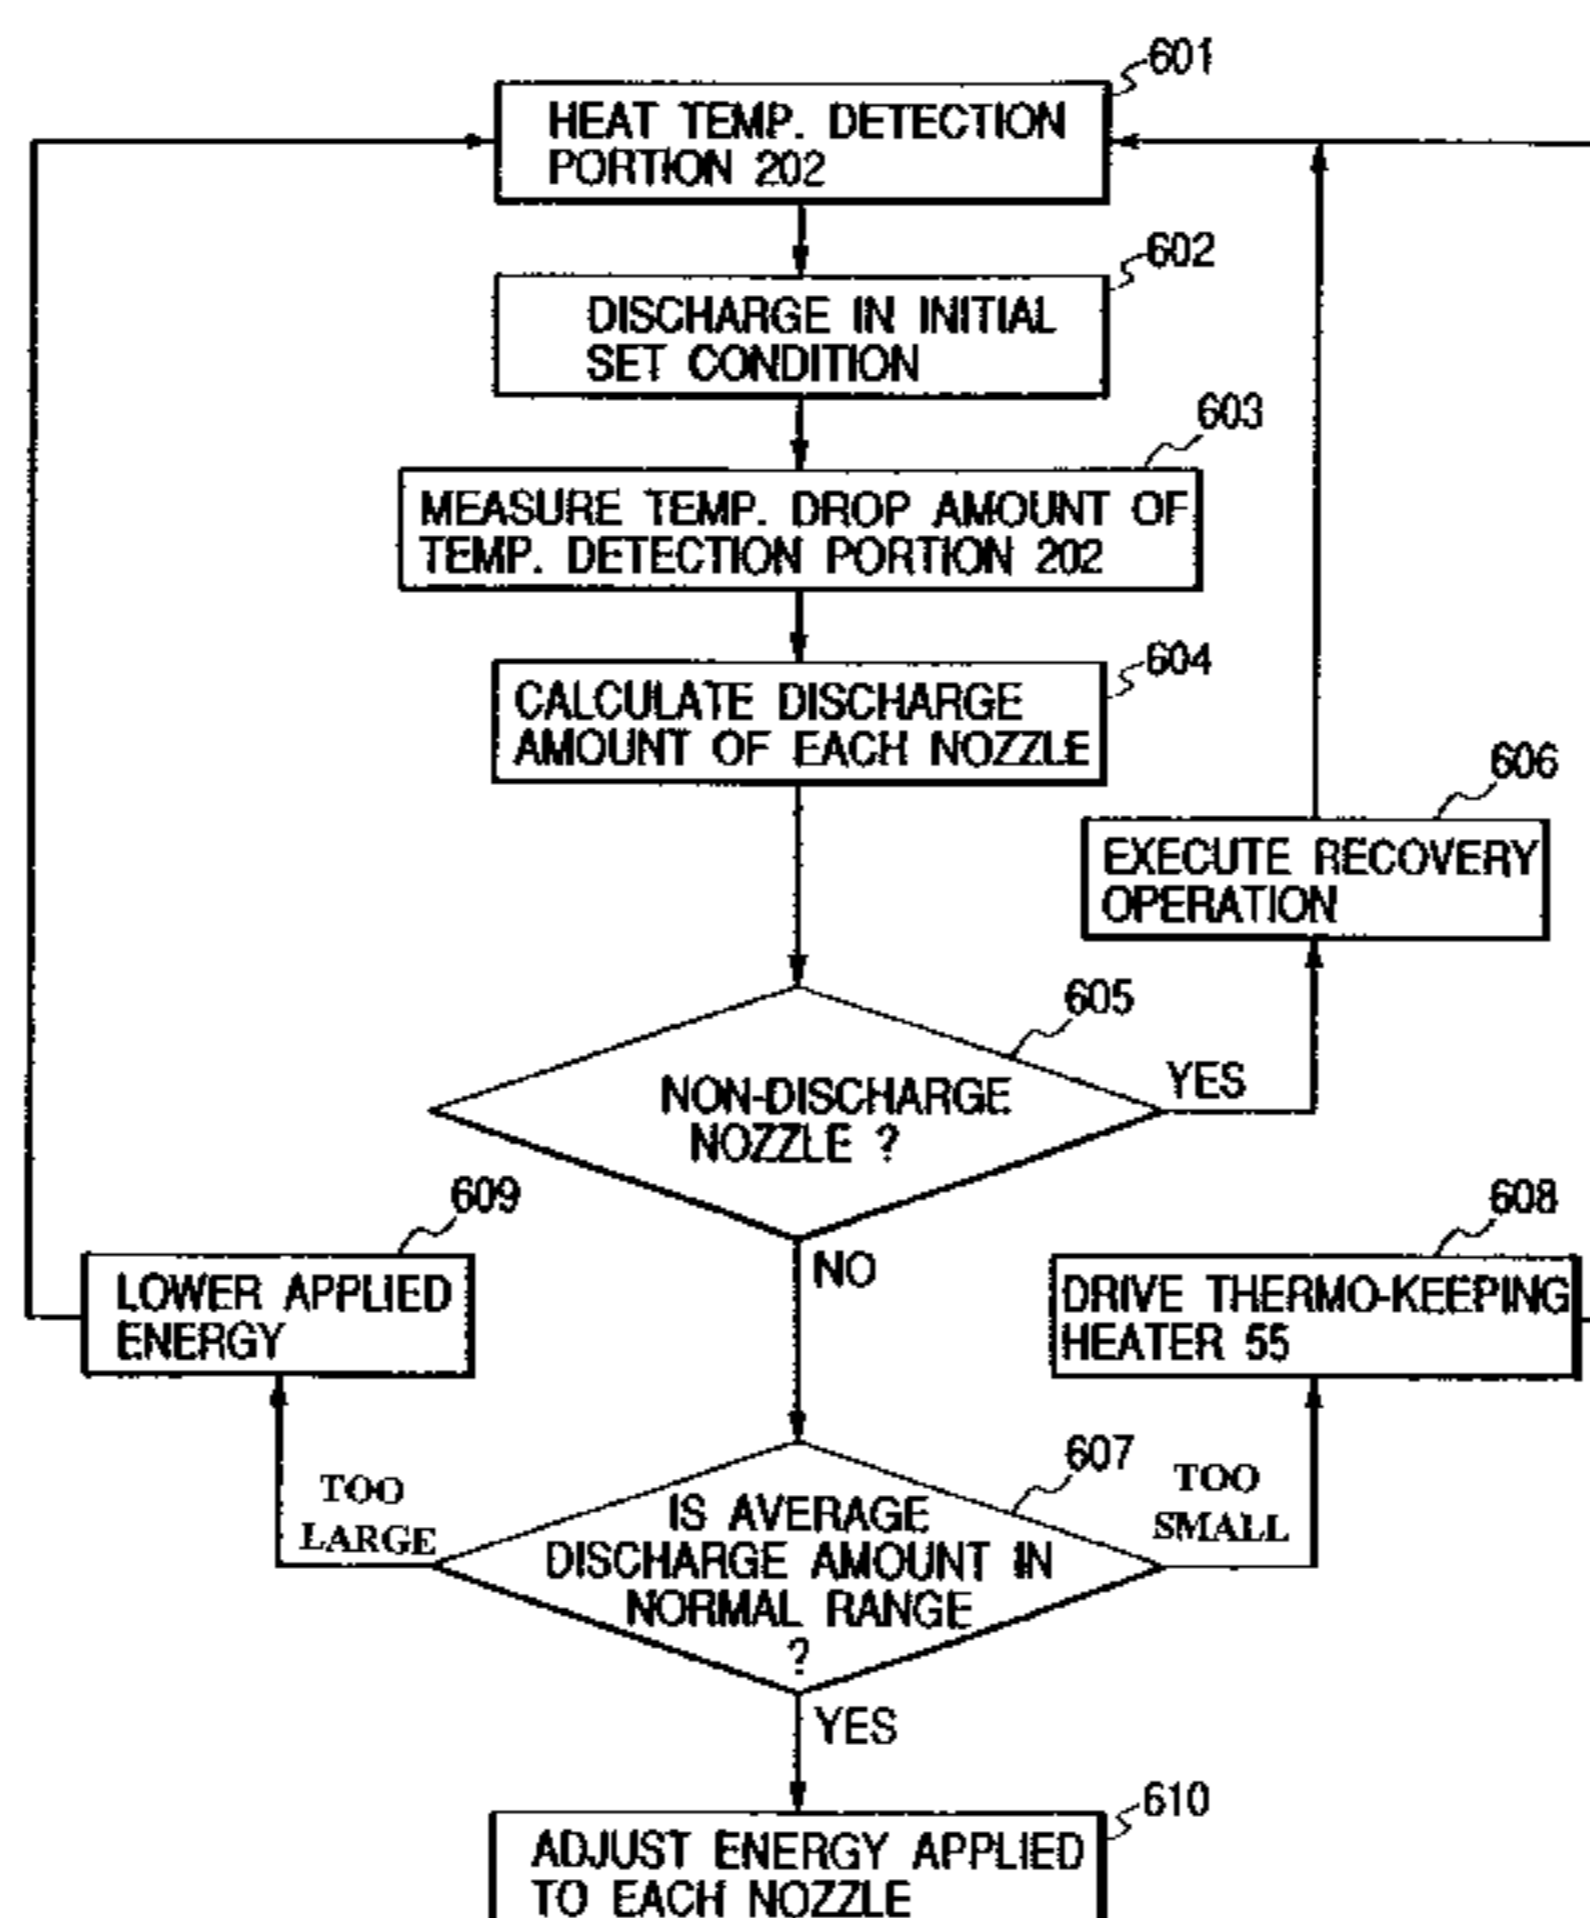 601
HEAT TEMP. DETECTION
PORTION 202
602
DISCHARGE IN INITIAL
SET CONDITION
603
MEASURE TEMP. DROP AMOUNT OF
TEMP. DETECTION PORTION 202
604
CALCULATE DISCHARGE
AMOUNT OF EACH NOZZLE
606
EXECUTE RECOVERY
OPERATION
605
NON-DISCHARGE
NOZZLE ?
YES
NO
609
LOWER APPLIED
ENERGY
608
DRIVE THERMO-KEEPING
HEATER 55
607
IS AVERAGE
DISCHARGE AMOUNT IN
NORMAL RANGE
?
TOO
LARGE
TOO
SMALL
YES
610
ADJUST ENERGY APPLIED
TO EACH NOZZLE